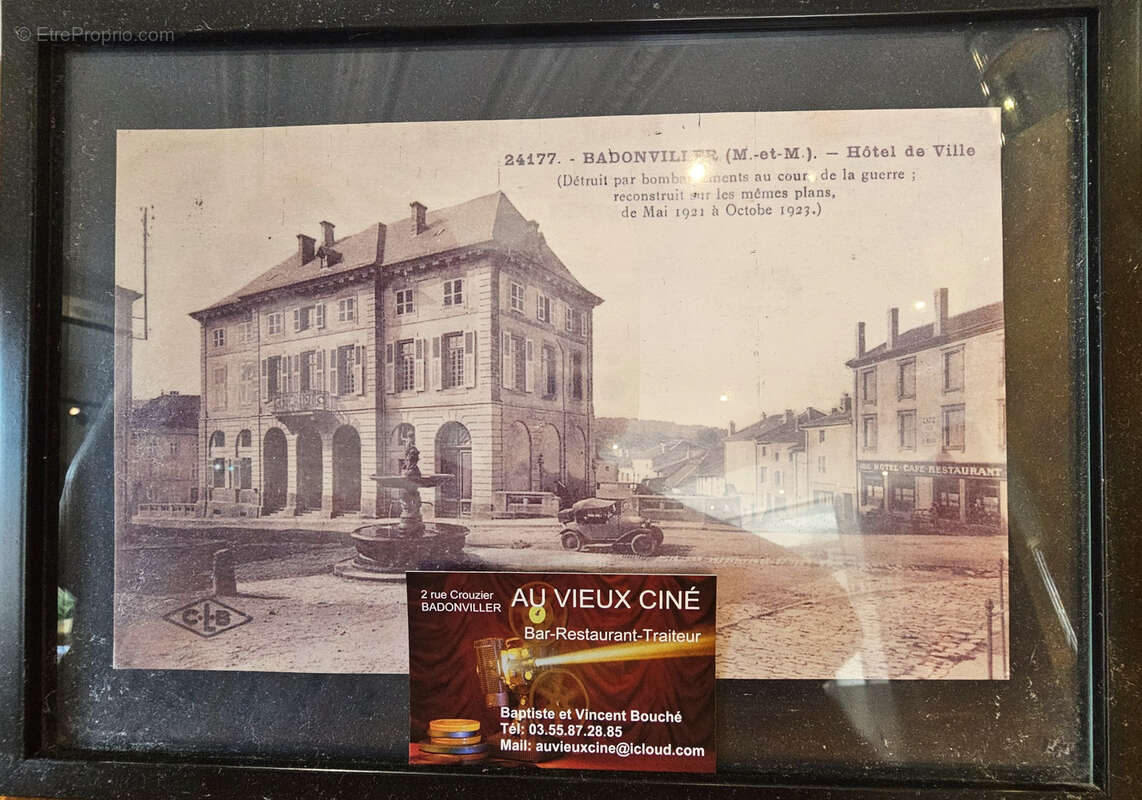 © EtreProprio.com
24177. - BADONVILLER (M.-et-M.). — Hôtel de Ville
(Détruit par bombardements au cours de la guerre ;
reconstruit sur les mêmes plans,
de Mai 1921 à Octobe 1923.)
HOTEL-CAFE-RESTAURANT
C.L.B
2 rue Crouzier
BADONVILLER
AU VIEUX CINÉ
Bar-Restaurant-Traiteur
Baptiste et Vincent Bouché
Tél: 03.55.87.28.85
Mail: auvieuxcine@icloud.com